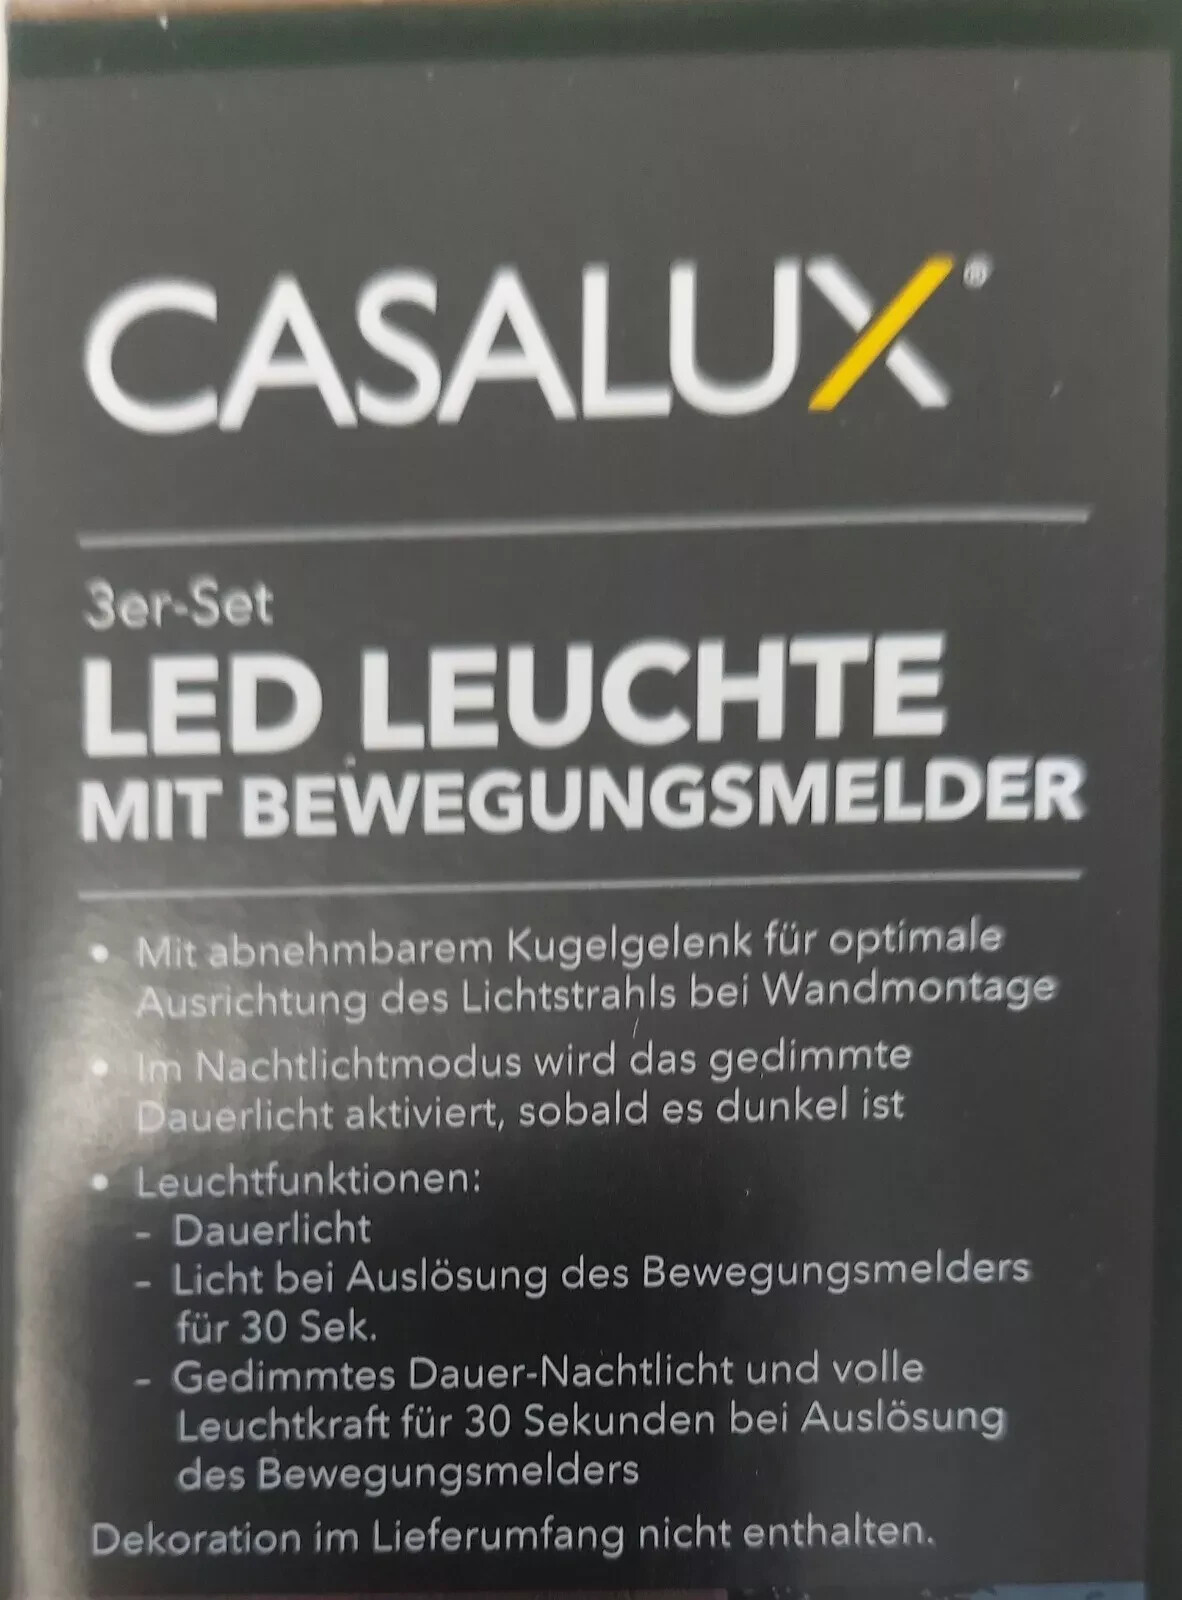 CASALUX®
3er-Set
LED LEUCHTE
MIT BEWEGUNGSMELDER
• Mit abnehmbarem Kugelgelenk für optimale
Ausrichtung des Lichtstrahls bei Wandmontage
• Im Nachtlichtmodus wird das gedimmte
Dauerlicht aktiviert, sobald es dunkel ist
• Leuchtfunktionen:
- Dauerlicht
- Licht bei Auslösung des Bewegungsmelders
für 30 Sek.
- Gedimmtes Dauer-Nachtlicht und volle
Leuchtkraft für 30 Sekunden bei Auslösung
des Bewegungsmelders
Dekoration im Lieferumfang nicht enthalten.